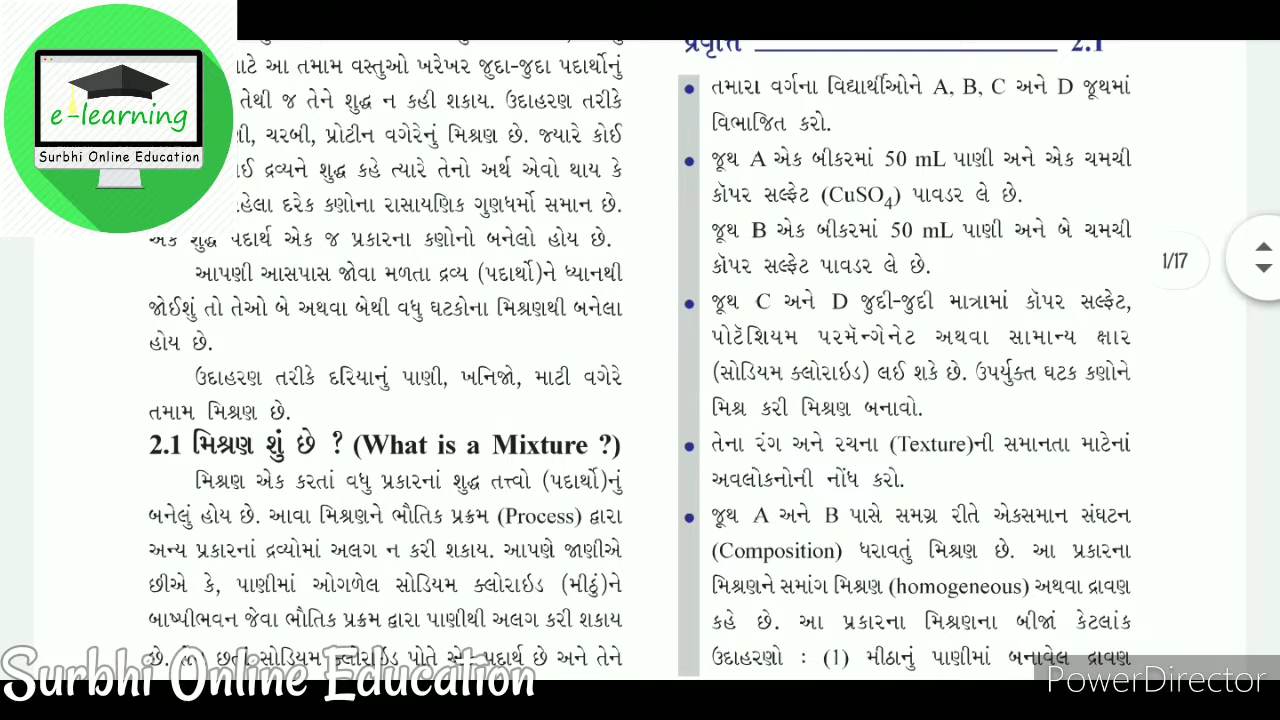 e-learning
Surbhi Online Education
આ તમામ વસ્તુઓ ખરેખર જુદા-જુદા પદાર્થોનું
તેથી જ તેને શુદ્ધ ન કહી શકાય. ઉદાહરણ તરીકે
ચરબી, પ્રોટીન વગેરેનું મિશ્રણ છે. જ્યારે કોઈ
દ્રવ્યને શુદ્ધ કહે ત્યારે તેનો અર્થ એવો થાય કે
દરેક કણોના રાસાયણિક ગુણધર્મો સમાન છે.
એક શુદ્ધ પદાર્થ એક જ પ્રકારના કણોનો બનેલો હોય છે.
આપણી આસપાસ જોવા મળતા દ્રવ્ય (પદાર્થો)ને ધ્યાનથી
જોઈશું તો તેઓ બે અથવા બેથી વધુ ઘટકોના મિશ્રણથી બનેલા
હોય છે.
ઉદાહરણ તરીકે દરિયાનું પાણી, ખનિજો, માટી વગેરે
તમામ મિશ્રણ છે.
2.1 મિશ્રણ શું છે ? (What is a Mixture ?)
મિશ્રણ એક કરતાં વધુ પ્રકારનાં શુદ્ધ તત્ત્વો (પદાર્થો)નું
બનેલું હોય છે. આવા મિશ્રણને ભૌતિક પ્રક્રમ (Process) દ્વારા
અન્ય પ્રકારનાં દ્રવ્યોમાં અલગ ન કરી શકાય. આપણે જાણીએ
છીએ કે, પાણીમાં ઓગળેલ સોડિયમ ક્લોરાઇડ (મીઠું)ને
બાષ્પીભવન જેવા ભૌતિક પ્રક્રમ દ્વારા પાણીથી અલગ કરી શકાય
છે. છતાં સોડિયમ ક્લોરાઈડ પોતે પદાર્થ છે અને તેને
પ્રવૃત્તિ 2.1
• તમારા વર્ગના વિદ્યાર્થીઓને A, B, C અને D જૂથમાં
વિભાજિત કરો.
• જૂથ A એક બીકરમાં 50 mL પાણી અને એક ચમચી
કૉપર સલ્ફેટ (CuSO4) પાવડર લે છે.
જૂથ B એક બીકરમાં 50 mL પાણી અને બે ચમચી
કૉપર સલ્ફેટ પાવડર લે છે.
• જૂથ C અને D જુદી-જુદી માત્રામાં કૉપર સલ્ફેટ,
પોટૅશિયમ પરમૅન્ગેનેટ અથવા સામાન્ય ક્ષાર
(સોડિયમ ક્લોરાઇડ) લઈ શકે છે. ઉપર્યુક્ત ઘટક કણોને
મિશ્ર કરી મિશ્રણ બનાવો.
• તેના રંગ અને રચના (Texture)ની સમાનતા માટેનાં
અવલોકનોની નોંધ કરો.
• જૂથ A અને B પાસે સમગ્ર રીતે એકસમાન સંઘટન
(Composition) ધરાવતું મિશ્રણ છે. આ પ્રકારના
મિશ્રણને સમાંગ મિશ્રણ (homogeneous) અથવા દ્રાવણ
કહે છે. આ પ્રકારના મિશ્રણના બીજાં કેટલાંક
ઉદાહરણો : (1) મીઠાનું પાણીમાં બનાવેલ દ્રાવણ
1/17
Surbhi Online Education
PowerDirector